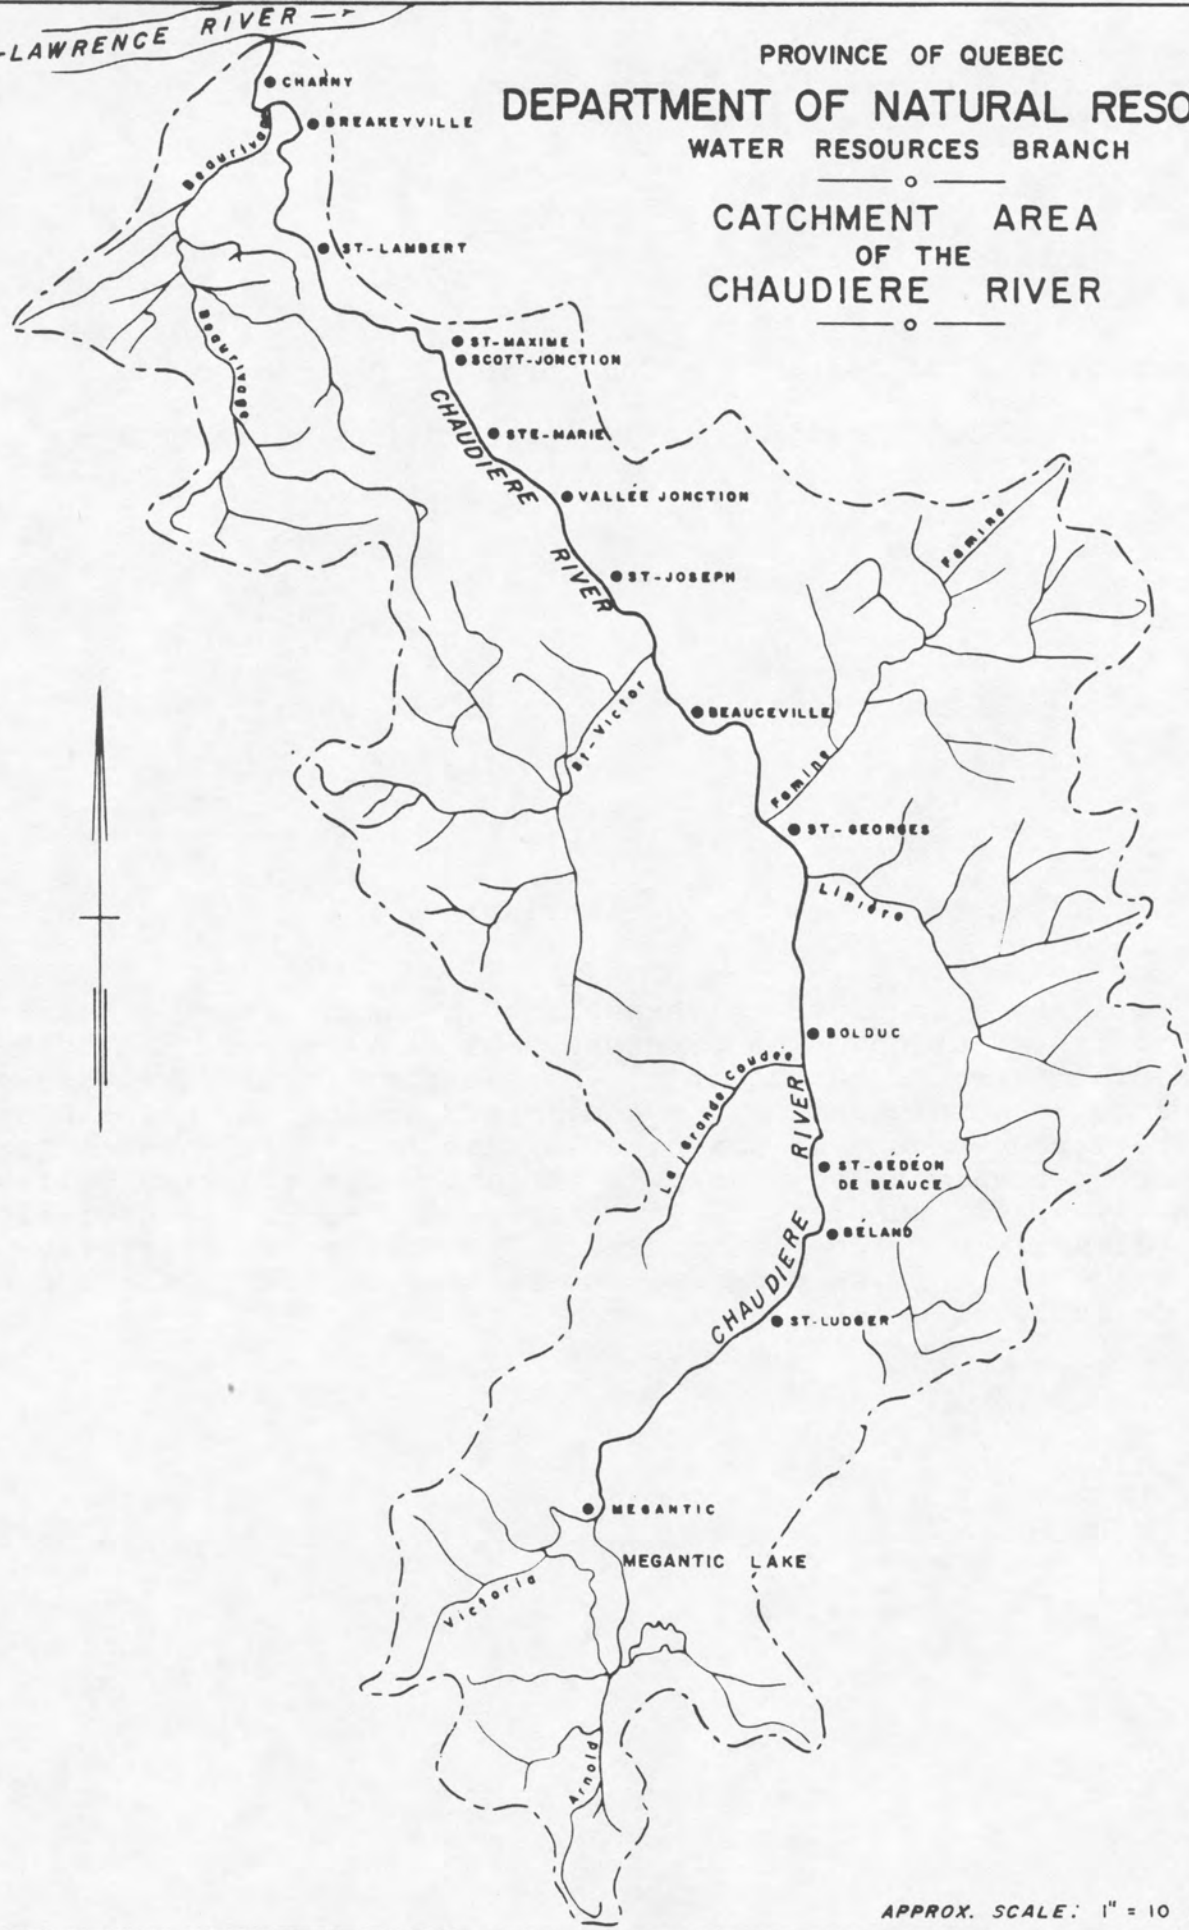 -LAWRENCE RIVER
PROVINCE OF QUEBEC
DEPARTMENT OF NATURAL RESO
WATER RESOURCES BRANCH
CATCHMENT AREA
OF THE
CHAUDIERE RIVER
CHARNY
BREAKEYVILLE
Beaurivage
ST-LAMBERT
Beaurivage
ST-MAXIME
SCOTT-JONCTION
CHAUDIERE RIVER
STE-MARIE
VALLÉE JONCTION
Famine
ST-JOSEPH
St-Victor
BEAUCEVILLE
Famine
ST-GEORGES
Linière
BOLDUC
La Grande Coudée
CHAUDIERE RIVER
ST-GÉDÉON
DE BEAUCE
BÉLAND
ST-LUDGER
MEGANTIC
MEGANTIC LAKE
Victoria
Arnold
APPROX. SCALE: 1" = 10